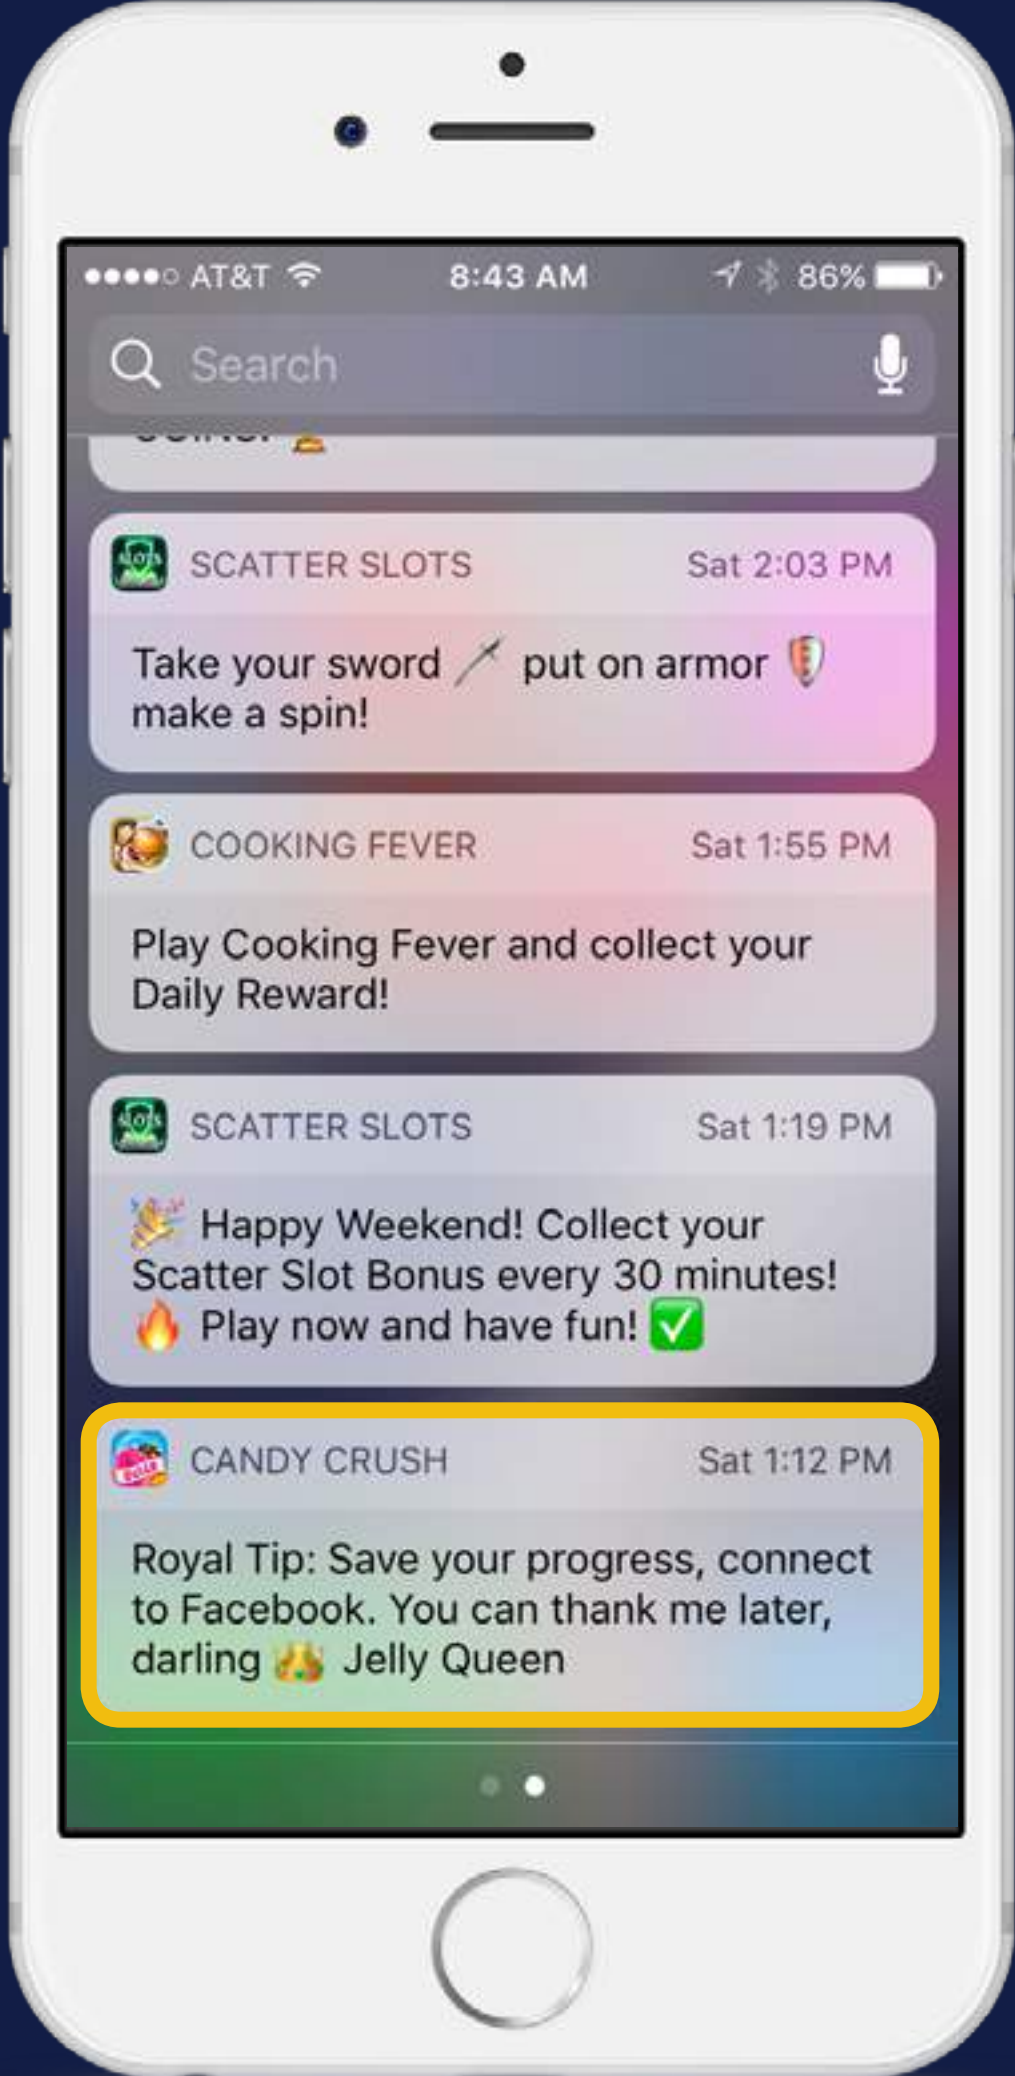 AT&T 8:43 AM 86%
Search
SCATTER SLOTS Sat 2:03 PM
Take your sword 🗡 put on armor 🛡
make a spin!
COOKING FEVER Sat 1:55 PM
Play Cooking Fever and collect your
Daily Reward!
SCATTER SLOTS Sat 1:19 PM
🎉 Happy Weekend! Collect your
Scatter Slot Bonus every 30 minutes!
🔥 Play now and have fun! ✅
CANDY CRUSH Sat 1:12 PM
Royal Tip: Save your progress, connect
to Facebook. You can thank me later,
darling 👑 Jelly Queen